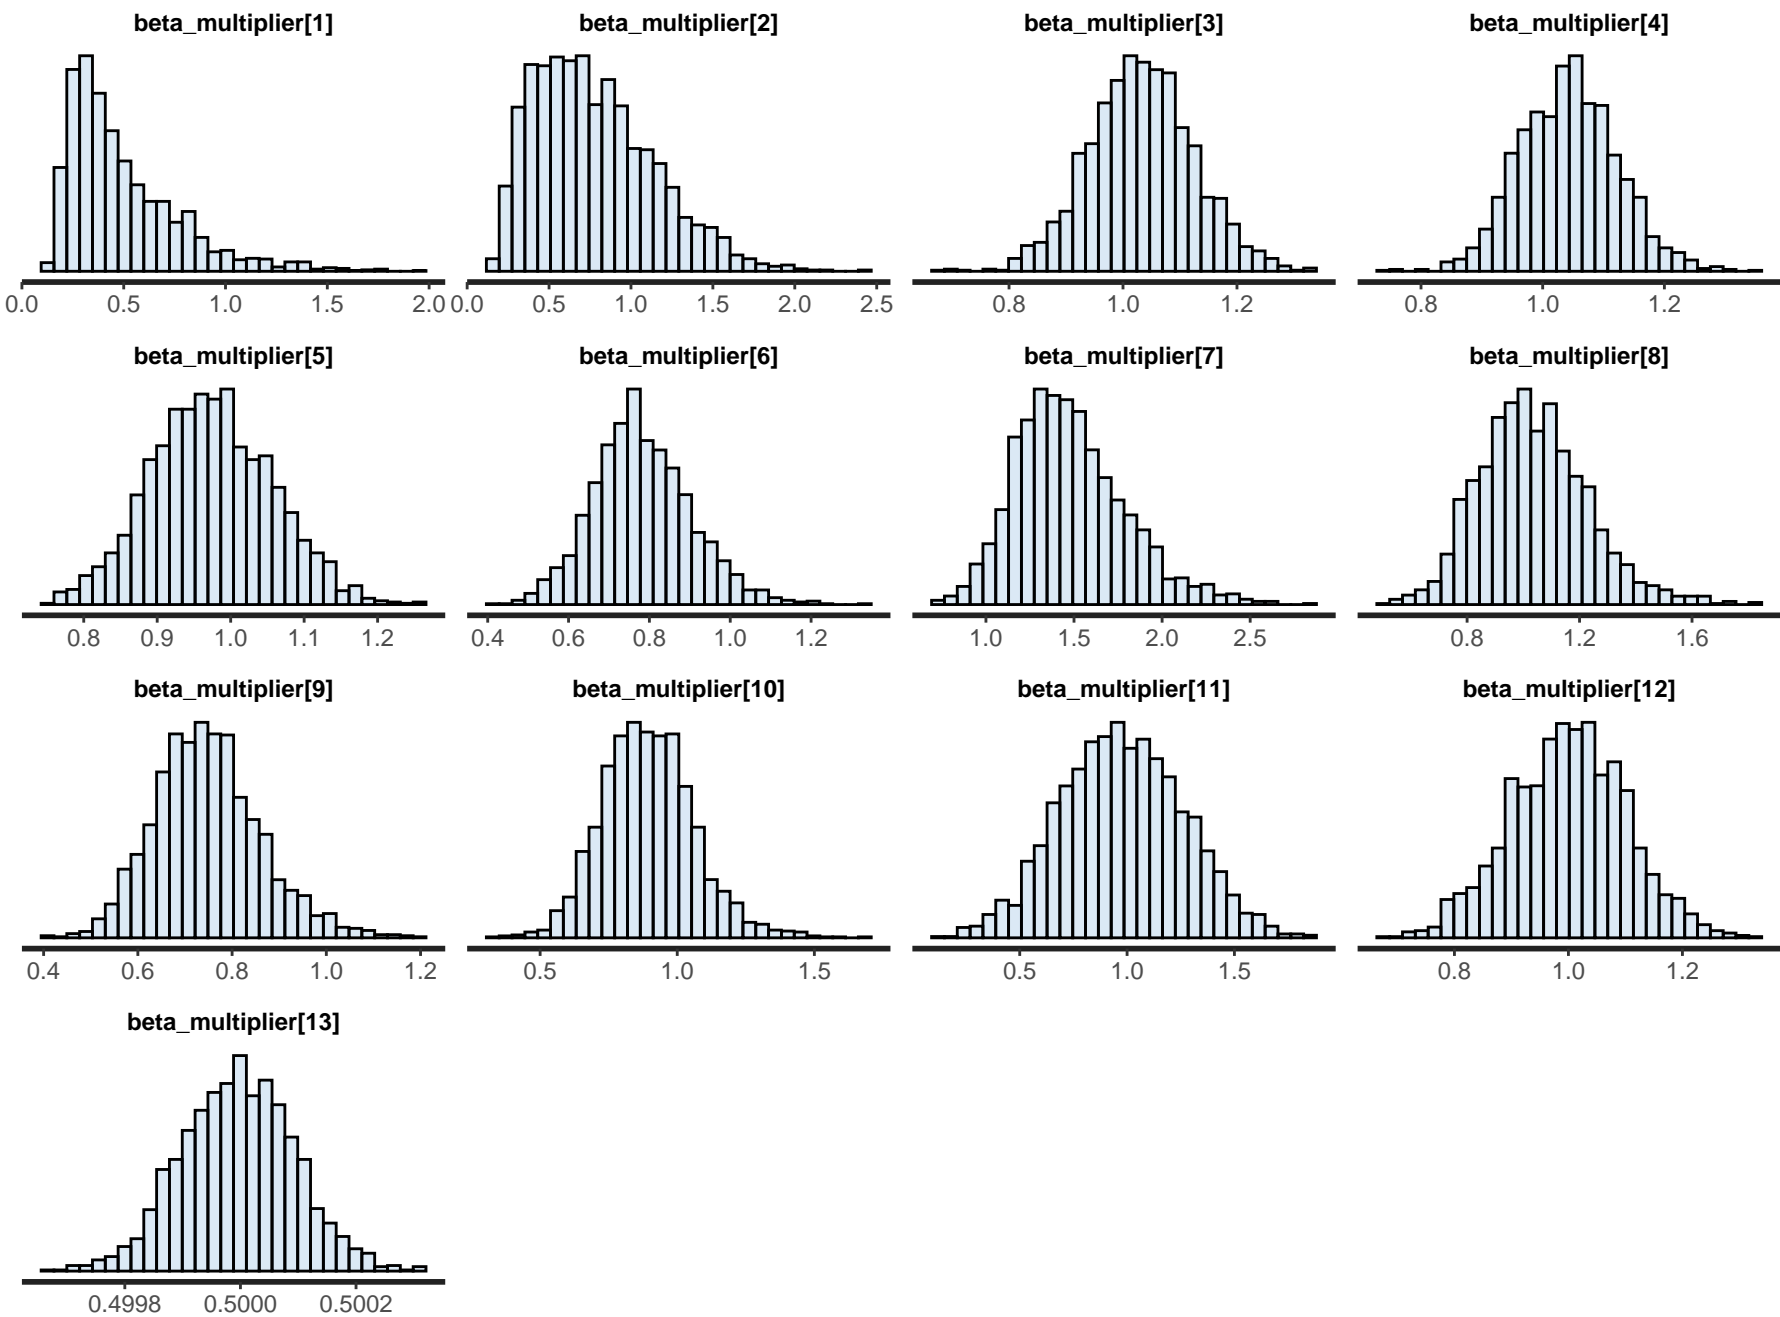 beta_multiplier[1] beta_multiplier[2] beta_multiplier[3] beta_multiplier[4]
0.0 0.5 1.0 1.5 2.0 0.0 0.5 1.0 1.5 2.0 2.5 0.8 1.0 1.2 0.8 1.0 1.2
beta_multiplier[5] beta_multiplier[6] beta_multiplier[7] beta_multiplier[8]
0.8 0.9 1.0 1.1 1.2 0.4 0.6 0.8 1.0 1.2 1.0 1.5 2.0 2.5 0.8 1.2 1.6
beta_multiplier[9] beta_multiplier[10] beta_multiplier[11] beta_multiplier[12]
0.4 0.6 0.8 1.0 1.2 0.5 1.0 1.5 0.5 1.0 1.5 0.8 1.0 1.2
beta_multiplier[13]
0.4998 0.5000 0.5002